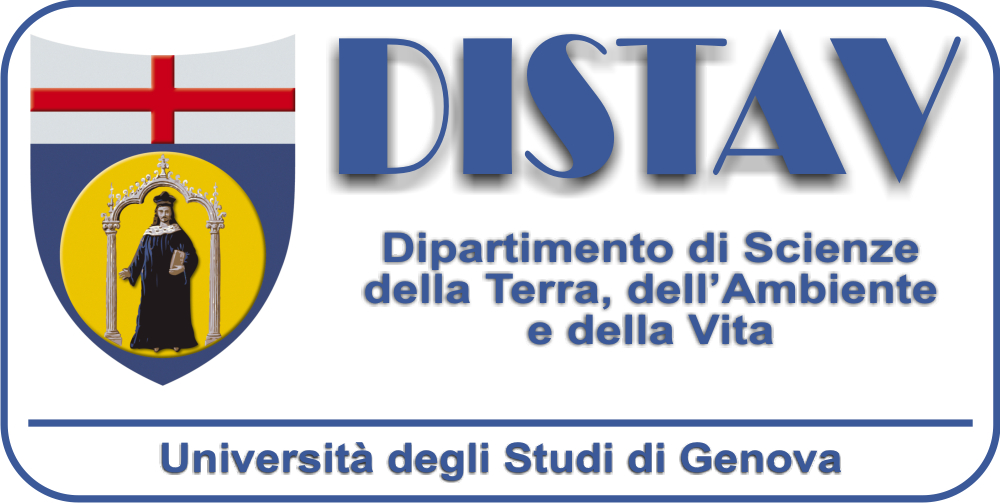 DISTAV
Dipartimento di Scienze
della Terra, dell’Ambiente
e della Vita
Università degli Studi di Genova